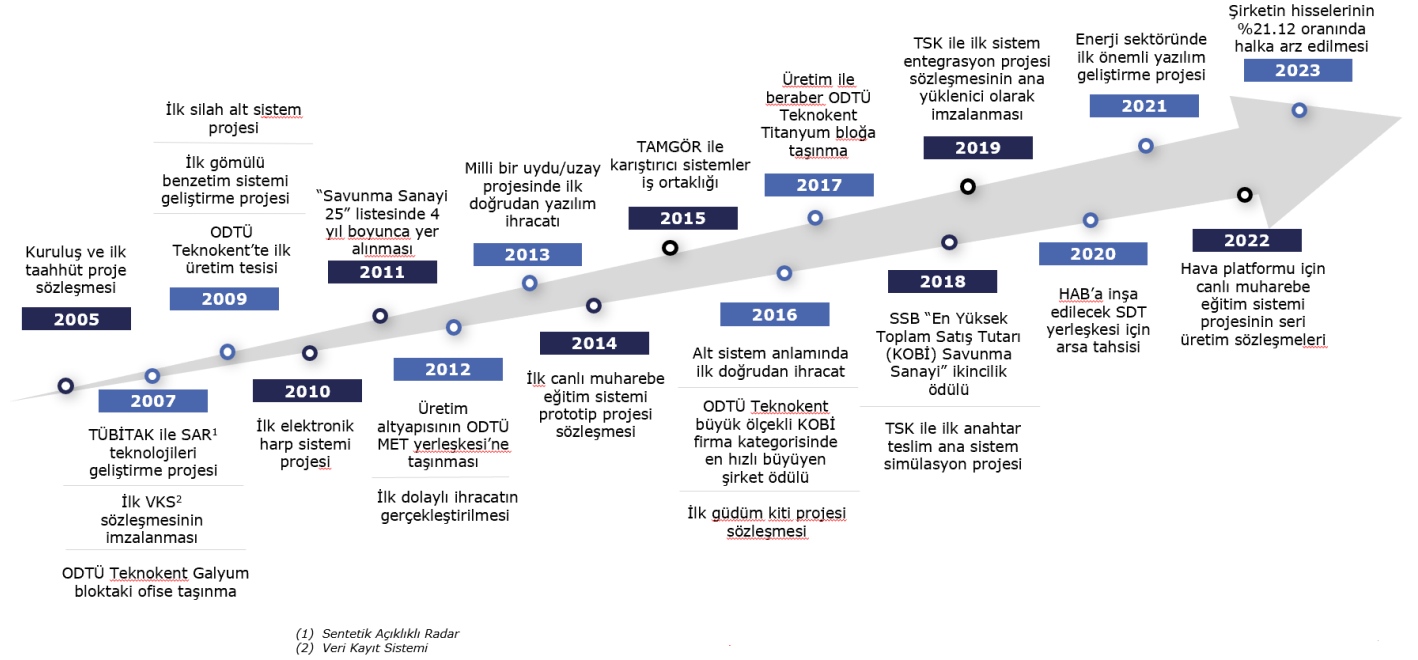 Kuruluş ve ilk
taahhüt proje
sözleşmesi
2005
2007
TÜBİTAK ile SAR¹
teknolojileri
geliştirme projesi
İlk VKS²
sözleşmesinin
imzalanması
ODTÜ Teknokent Galyum
bloktaki ofise taşınma
İlk silah alt sistem
projesi
İlk gömülü
benzetim sistemi
geliştirme projesi
ODTÜ
Teknokent’te ilk
üretim tesisi
2009
2010
İlk elektronik
harp sistemi
projesi
“Savunma Sanayi
25” listesinde 4
yıl boyunca yer
alınması
2011
2012
Üretim
altyapısının ODTÜ
MET yerleşkesi’ne
taşınması
İlk dolaylı ihracatın
gerçekleştirilmesi
Milli bir uydu/uzay
projesinde ilk
doğrudan yazılım
ihracatı
2013
2014
İlk canlı muharebe
eğitim sistemi
prototip projesi
sözleşmesi
TAMGÖR ile
karıştırıcı sistemler
iş ortaklığı
2015
2016
Alt sistem anlamında
ilk doğrudan ihracat
ODTÜ Teknokent
büyük ölçekli KOBİ
firma kategorisinde
en hızlı büyüyen
şirket ödülü
İlk güdüm kiti projesi
sözleşmesi
Üretim ile
beraber ODTÜ
Teknokent
Titanyum bloğa
taşınma
2017
2018
SSB “En Yüksek
Toplam Satış Tutarı
(KOBİ) Savunma
Sanayi” ikincilik
ödülü
TSK ile ilk anahtar
teslim ana sistem
simülasyon projesi
TSK ile ilk sistem
entegrasyon projesi
sözleşmesinin ana
yüklenici olarak
imzalanması
2019
2020
HAB’a inşa
edilecek SDT
yerleşkesi için
arsa tahsisi
Enerji sektöründe
ilk önemli yazılım
geliştirme projesi
2021
2022
Hava platformu için
canlı muharebe
eğitim sistemi
projesinin seri
üretim sözleşmeleri
Şirketin hisselerinin
%21.12 oranında
halka arz edilmesi
2023
(1) Sentetik Açıklıklı Radar
(2) Veri Kayıt Sistemi